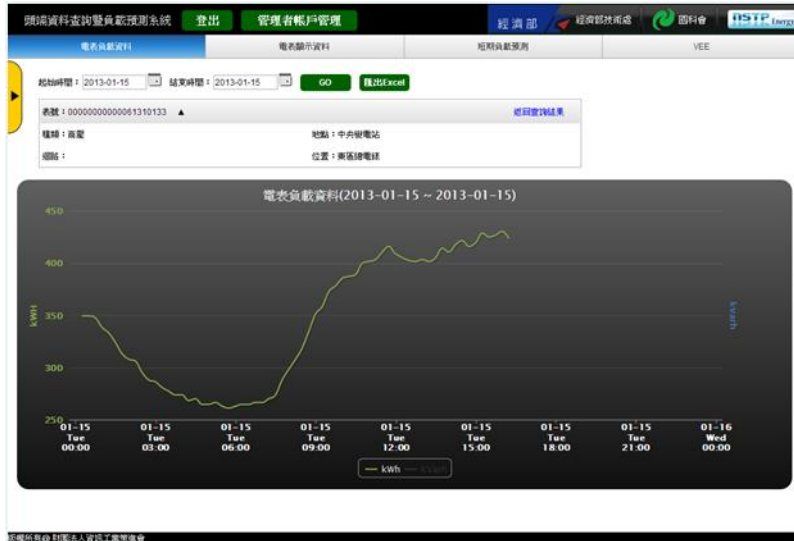 頭端資料查詢暨負載預測系統 登出 管理者帳戶管理 經濟部 經濟部技術處 國科會 NSTP Energy
電表負載資料 電表顯示資料 短期負載預測 VEE
起始時間：2013-01-15 結束時間：2013-01-15 GO 匯出Excel
表號：00000000000061310133 ▲ 返回查詢結果
種類：商業 地點：中央變電站
迴路： 位置：東區總電錶
電表負載資料(2013-01-15 ~ 2013-01-15)
450
400
kWH 350 kvarh
300
250
01-15 01-15 01-15 01-15 01-15 01-15 01-15 01-15 01-16
Tue Tue Tue Tue Tue Tue Tue Tue Wed
00:00 03:00 06:00 09:00 12:00 15:00 18:00 21:00 00:00
kWh
版權所有@ 財團法人資訊工業策進會